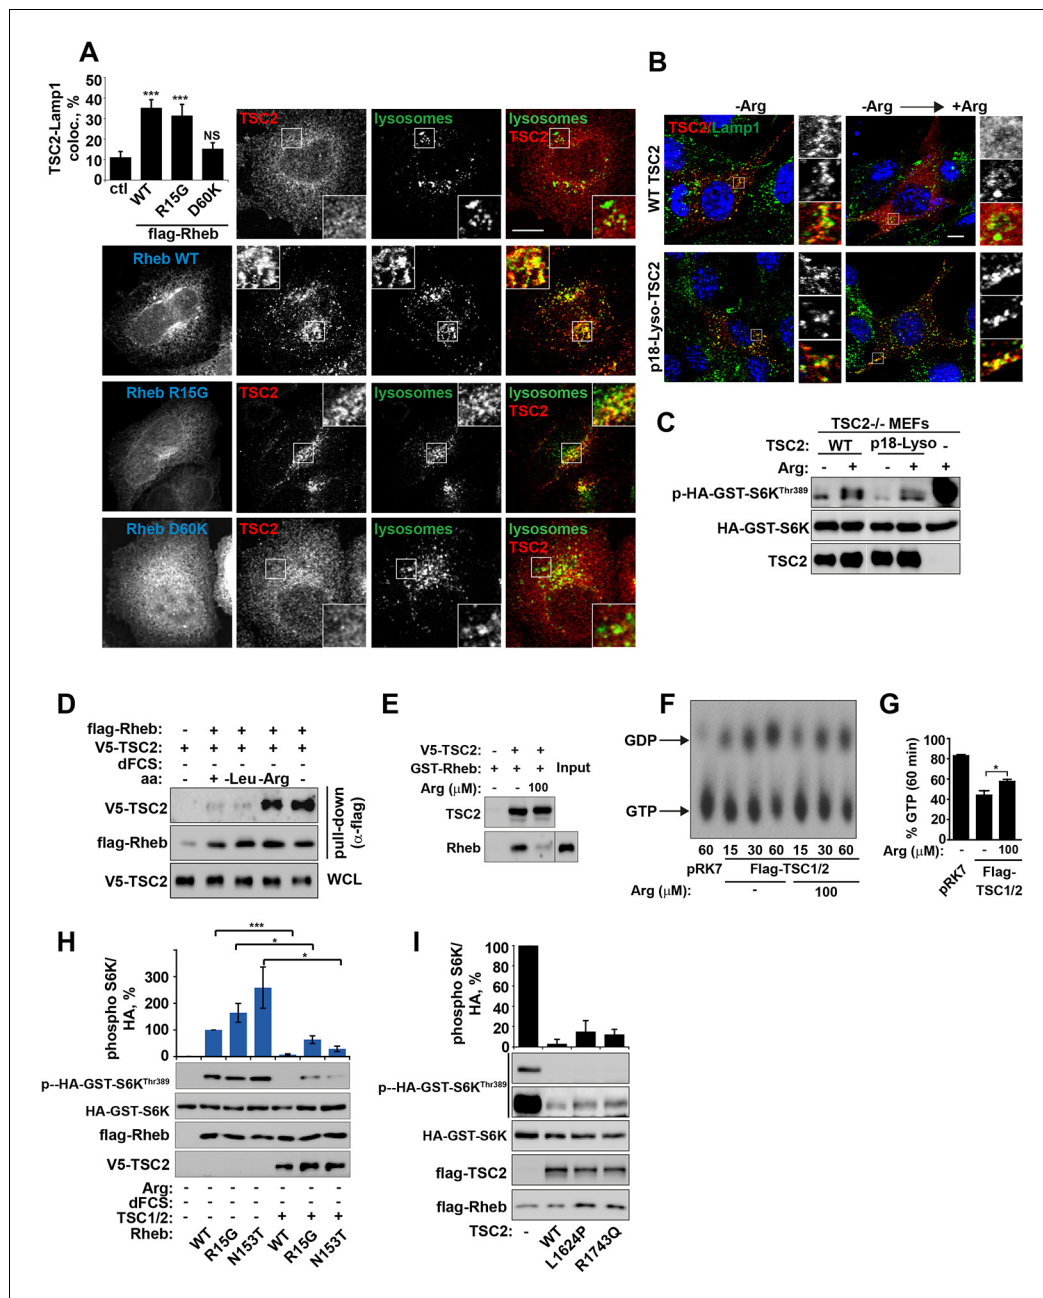 A
TSC2-Lamp1
coloc., %
50
40
30
20
10
0
***
***
NS
ctl
WT
R15G
D60K
flag-Rheb
TSC2
lysosomes
lysosomes
TSC2
Rheb WT
Rheb R15G
TSC2
lysosomes
lysosomes
TSC2
Rheb D60K
TSC2
lysosomes
lysosomes
TSC2
B
-Arg
-Arg
+Arg
TSC2/Lamp1
WT TSC2
p18-Lyso-TSC2
C
TSC2-/- MEFs
TSC2: WT p18-Lyso -
Arg: - + - + +
p-HA-GST-S6K^Thr389
HA-GST-S6K
TSC2
D
flag-Rheb: - + + + +
V5-TSC2: + + + + +
dFCS: - - - - -
aa: - + -Leu -Arg -
V5-TSC2
flag-Rheb
pull-down
(α-flag)
V5-TSC2
WCL
E
V5-TSC2: - + +
GST-Rheb: + + + Input
Arg (µM): - - 100
TSC2
Rheb
F
GDP
GTP
60 15 30 60 15 30 60
pRK7 Flag-TSC1/2
Arg (µM): - 100
G
% GTP (60 min)
100
80
60
40
20
0
*
Arg (µM): - 100
pRK7
Flag-
TSC1/2
H
phospho S6K/
HA, %
300
200
100
0
***
*
*
p--HA-GST-S6K^Thr389
HA-GST-S6K
flag-Rheb
V5-TSC2
Arg: - - - - - - -
dFCS: - - - - - - -
TSC1/2: - - - - + + +
Rheb: - WT R15G N153T WT R15G N153T
I
phospho S6K/
HA, %
100
80
60
40
20
0
p--HA-GST-S6K^Thr389
HA-GST-S6K
flag-TSC2
flag-Rheb
TSC2: - WT L1624P R1743Q